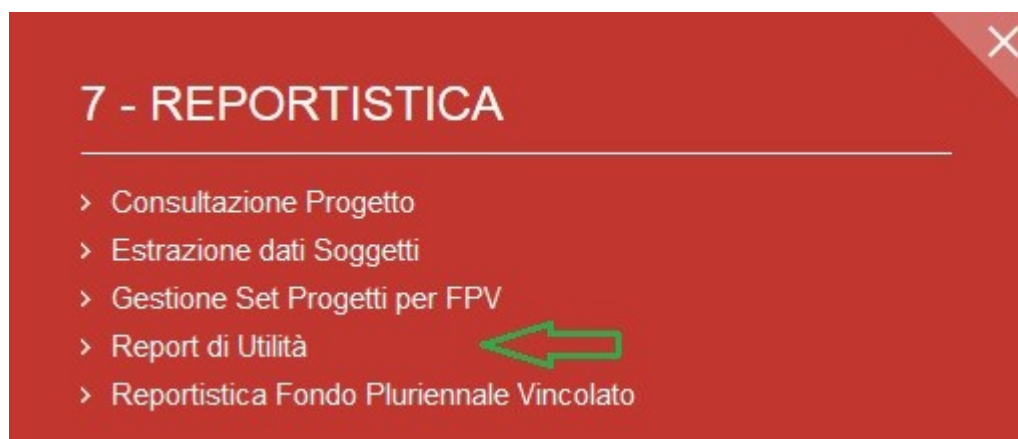 7 - REPORTISTICA
> Consultazione Progetto
> Estrazione dati Soggetti
> Gestione Set Progetti per FPV
> Report di Utilità
> Reportistica Fondo Pluriennale Vincolato